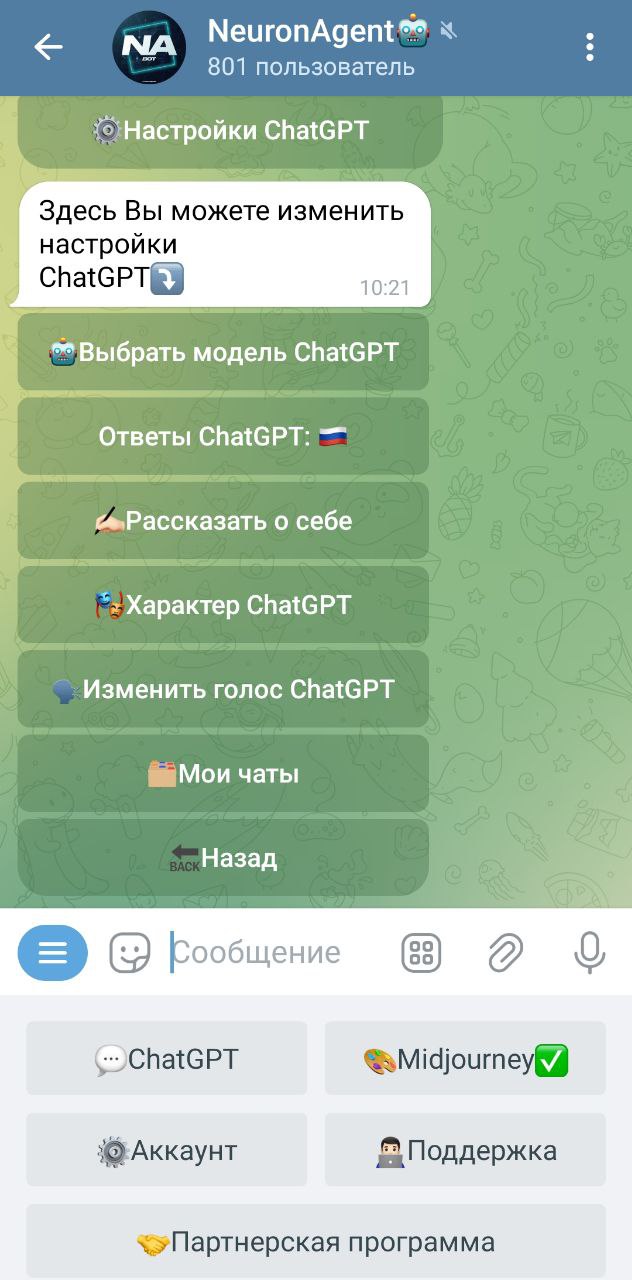 NeuronAgent🤖
801 пользователь
NA
BOT
⚙️Настройки ChatGPT
Здесь Вы можете изменить
настройки
ChatGPT⤵️
10:21
🤖Выбрать модель ChatGPT
Ответы ChatGPT: 🇷🇺
✍🏻Рассказать о себе
🎭Характер ChatGPT
🗣Изменить голос ChatGPT
🗂Мои чаты
🔙Назад
Сообщение
💬ChatGPT
🎨Midjourney✅
⚙️Аккаунт
👨🏻‍💻Поддержка
🤝Партнерская программа